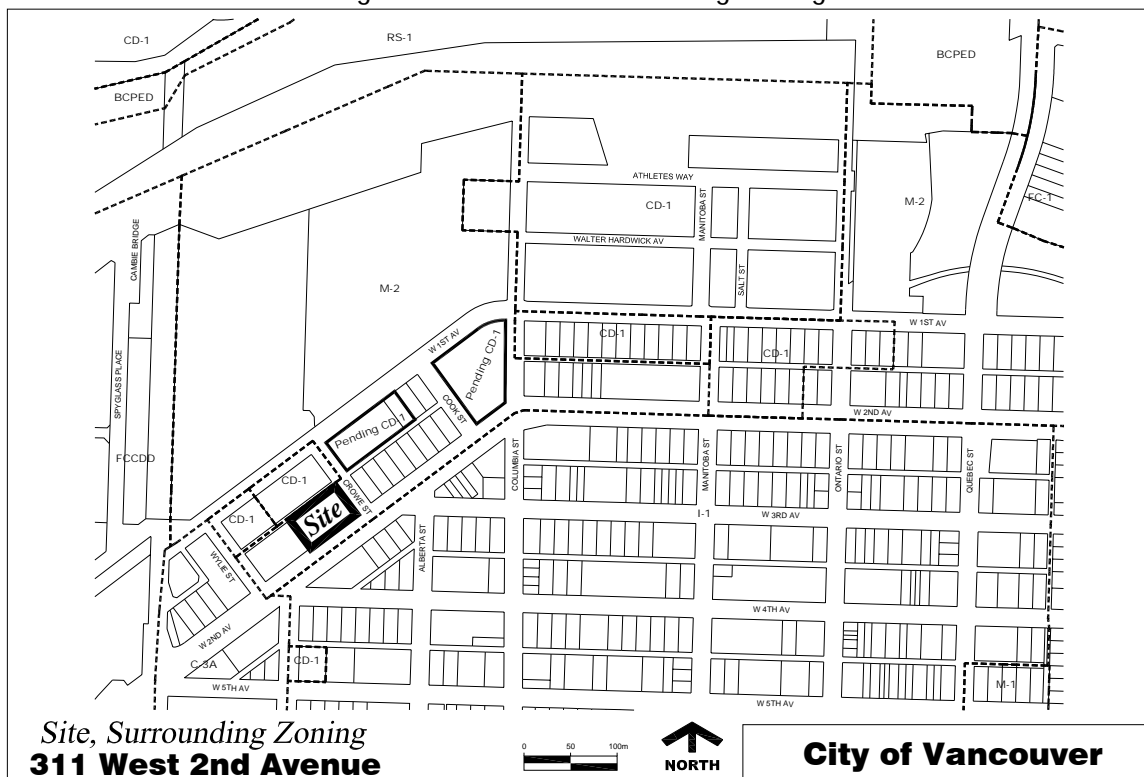 CD-1
RS-1
BCPED
BCPED
ATHLETES WAY
CD-1
MANITOBA ST
M-2
FC-1
CAMBIE BRIDGE
WALTER HARDWICK AV
SALT ST
M-2
W 1ST AV
W 1ST AV
CD-1
CD-1
Pending CD-1
SPYGLASS PLACE
COOK ST
W 2ND AV
Pending CD-1
FCCDD
COLUMBIA ST
MANITOBA ST
ONTARIO ST
QUEBEC ST
CD-1
CROWE ST
Site
CD-1
I-1
W 3RD AV
ALBERTA ST
WYLIE ST
W 4TH AV
W 2ND AV
C-3A
CD-1
W 5TH AV
M-1
W 5TH AV
Site, Surrounding Zoning
311 West 2nd Avenue
0 50 100m
NORTH
City of Vancouver